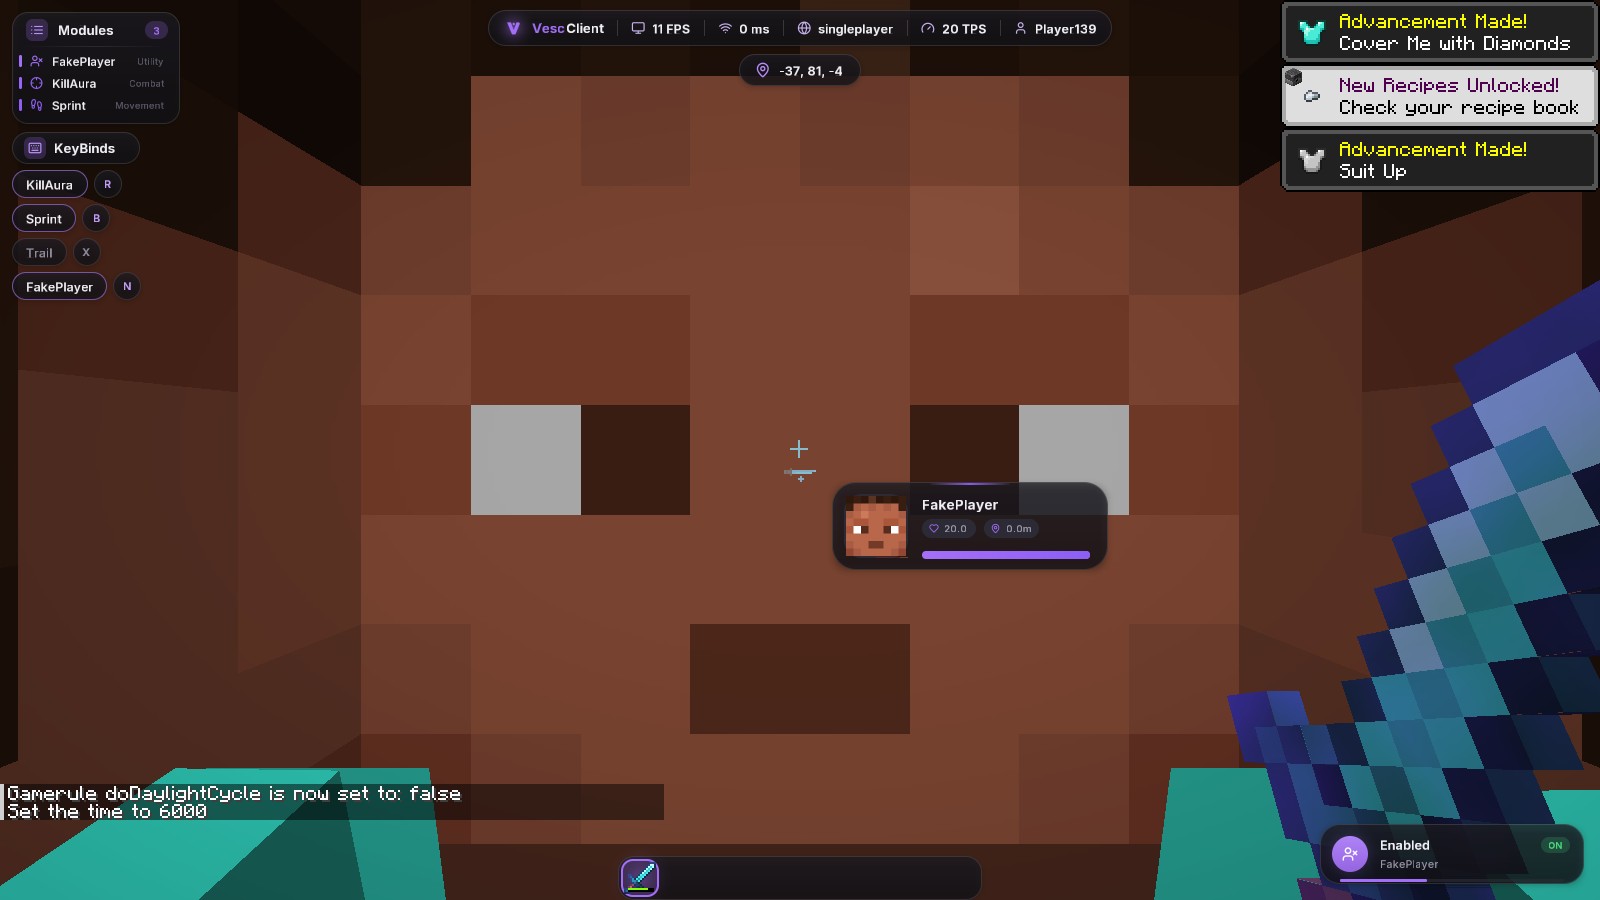 Modules 3
FakePlayer Utility
KillAura Combat
Sprint Movement
KeyBinds
KillAura R
Sprint B
Trail X
FakePlayer N
VescClient 11 FPS 0 ms singleplayer 20 TPS Player139
-37, 81, -4
Advancement Made!
Cover Me with Diamonds
New Recipes Unlocked!
Check your recipe book
Advancement Made!
Suit Up
FakePlayer
20.0 0.0m
Gamerule doDaylightCycle is now set to: false
Set the time to 6000
Enabled ON
FakePlayer